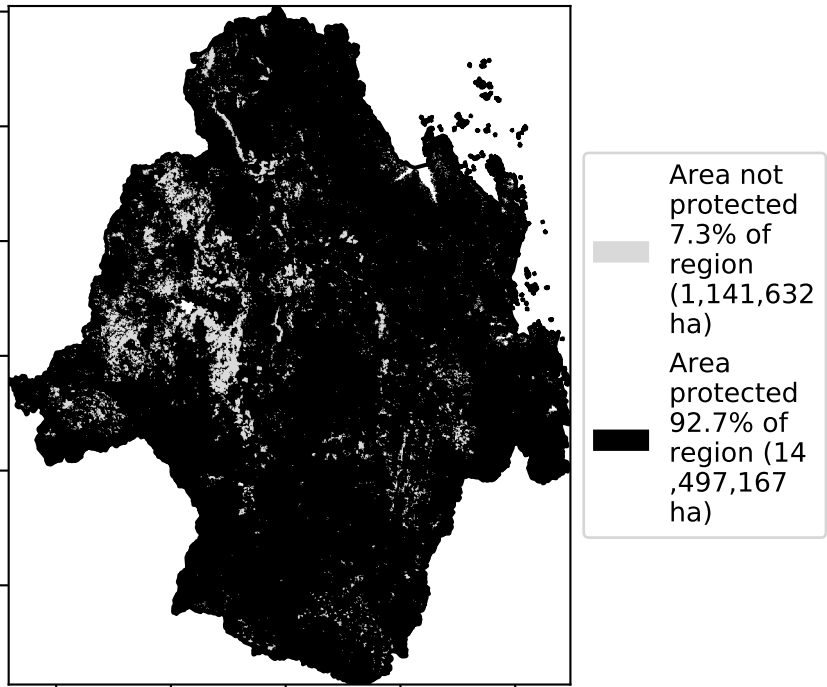 Area not
protected
7.3% of
region
(1,141,632
ha)
Area
protected
92.7% of
region (14
,497,167
ha)